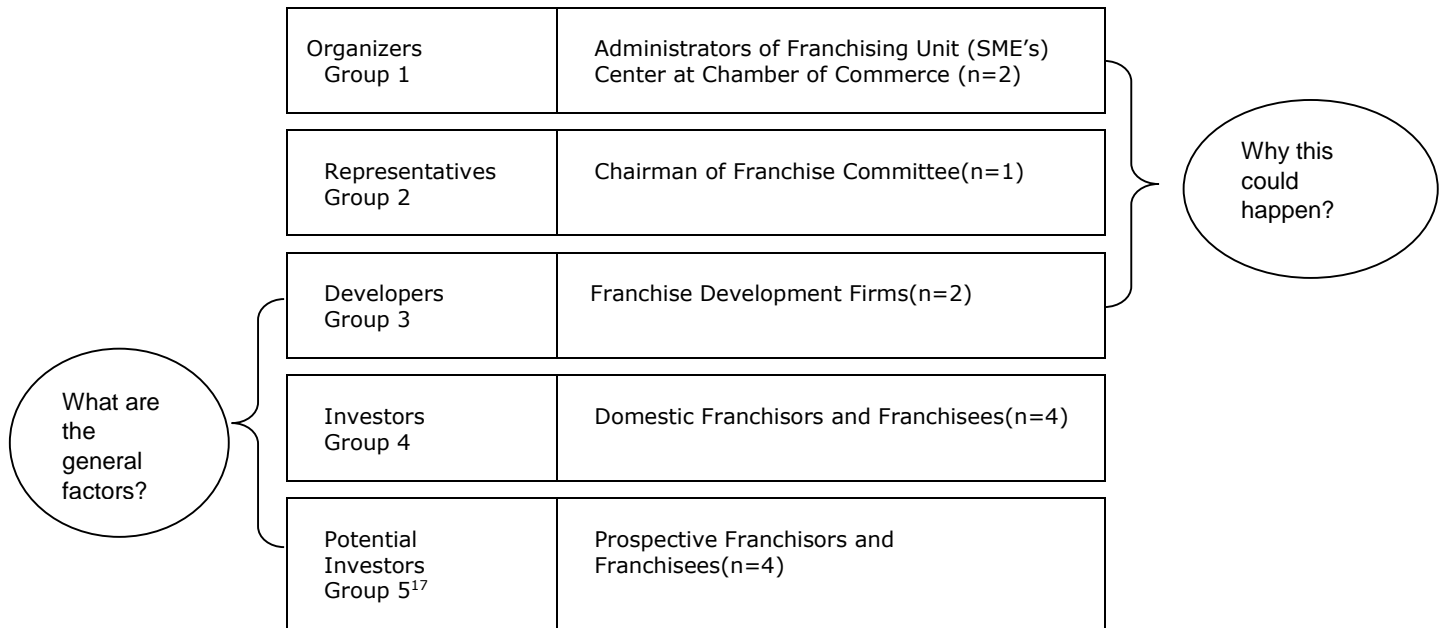 Organizers
Group 1
Administrators of Franchising Unit (SME’s)
Center at Chamber of Commerce (n=2)
Representatives
Group 2
Chairman of Franchise Committee(n=1)
Why this
could
happen?
Developers
Group 3
Franchise Development Firms(n=2)
What are
the
general
factors?
Investors
Group 4
Domestic Franchisors and Franchisees(n=4)
Potential
Investors
Group 5¹⁷
Prospective Franchisors and
Franchisees(n=4)